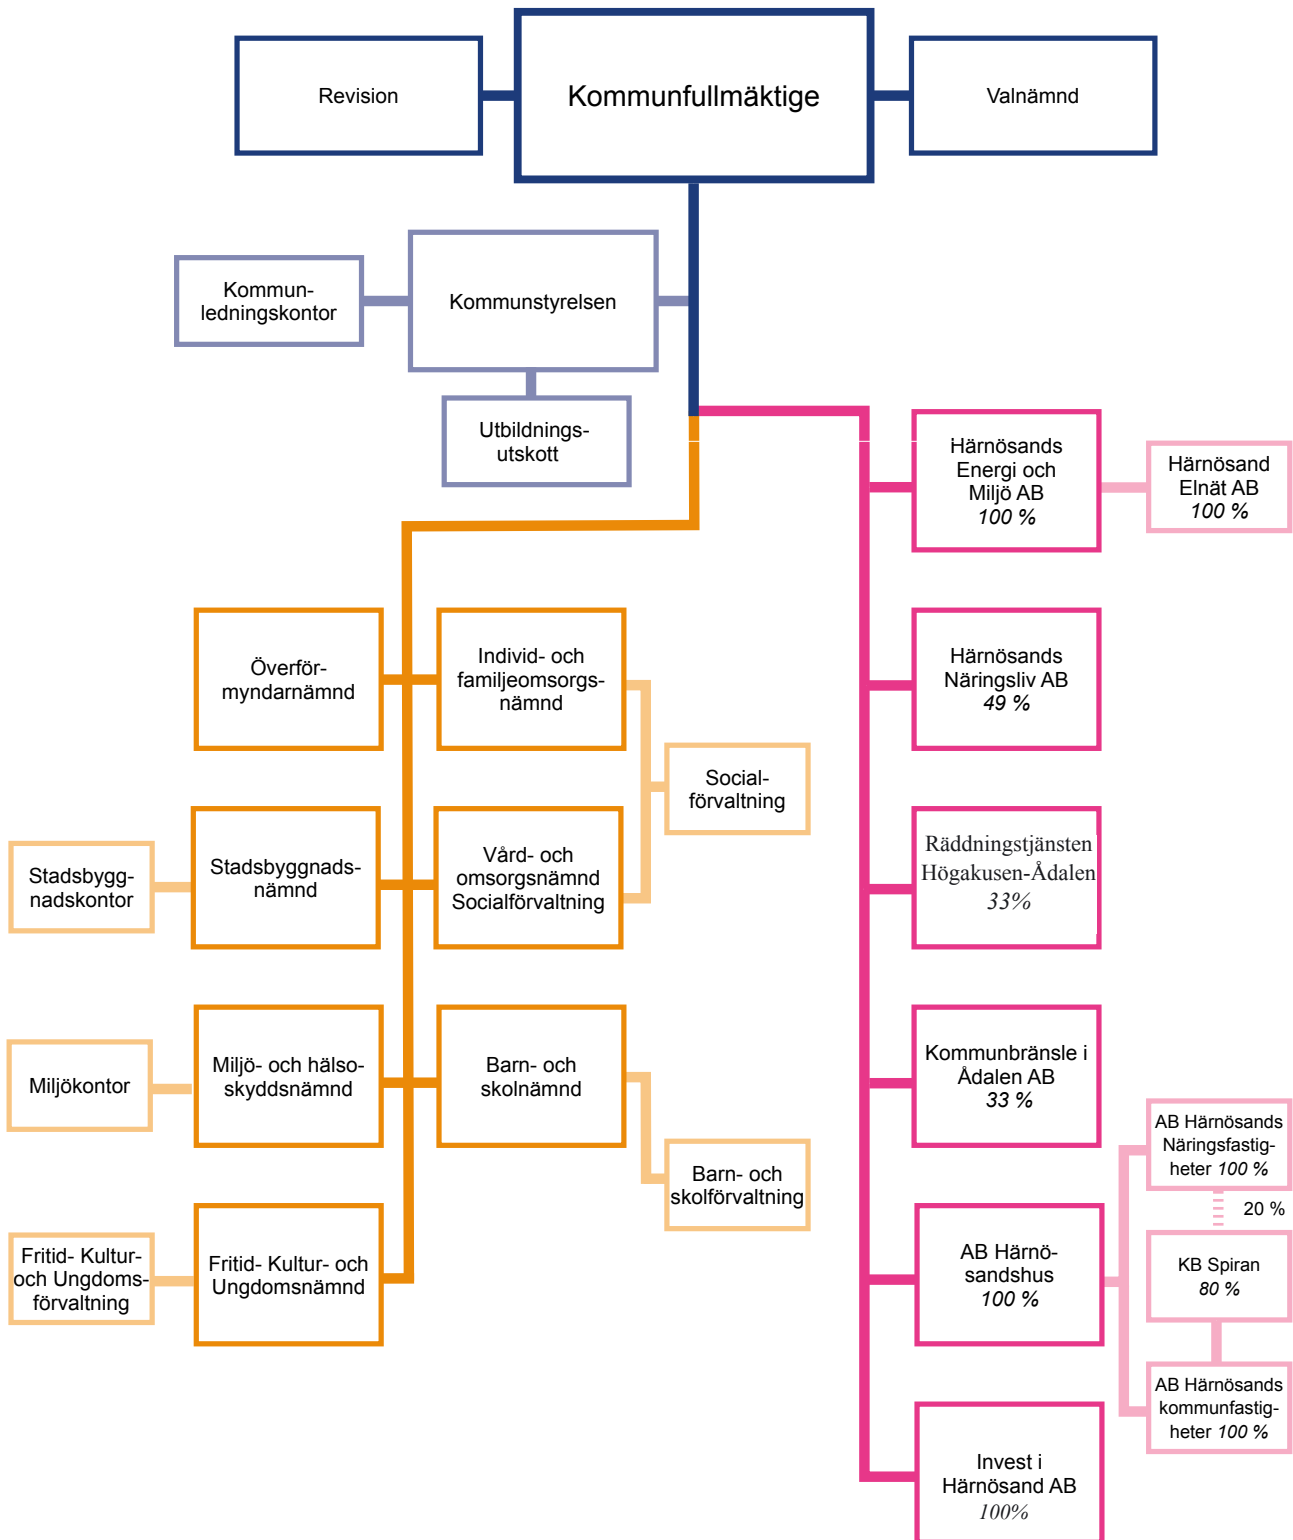 Revision
Kommunfullmäktige
Valnämnd
Kommun-
ledningskontor
Kommunstyrelsen
Utbildnings-
utskott
Härnösands
Energi och
Miljö AB
100 %
Härnösand
Elnät AB
100 %
Överför-
myndarnämnd
Individ- och
familjeomsorgs-
nämnd
Härnösands
Näringsliv AB
49 %
Social-
förvaltning
Stadsbygg-
nadskontor
Stadsbyggnads-
nämnd
Vård- och
omsorgsnämnd
Socialförvaltning
Räddningstjänsten
Högakusen-Ådalen
33%
Miljökontor
Miljö- och hälso-
skyddsnämnd
Barn- och
skolnämnd
Kommunbränsle i
Ådalen AB
33 %
Barn- och
skolförvaltning
AB Härnösands
Näringsfastig-
heter 100 %
20 %
Fritid- Kultur-
och Ungdoms-
förvaltning
Fritid- Kultur- och
Ungdomsnämnd
AB Härnö-
sandshus
100 %
KB Spiran
80 %
AB Härnösands
kommunfastig-
heter 100 %
Invest i
Härnösand AB
100%